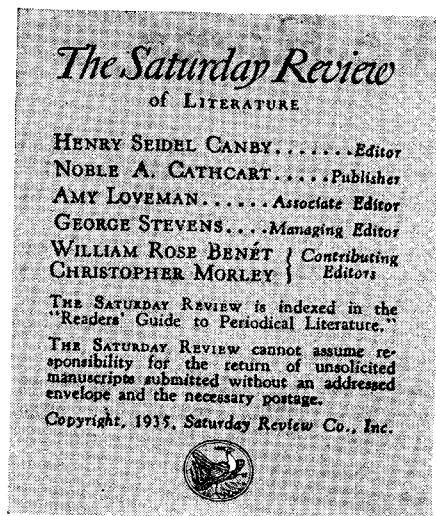 The Saturday Review
of LITERATURE
HENRY SEIDEL CANBY.......Editor
NOBLE A. CATHCART.....Publisher
AMY LOVEMAN......Associate Editor
GEORGE STEVENS....Managing Editor
WILLIAM ROSE BENÉT } Contributing
CHRISTOPHER MORLEY } Editors
THE SATURDAY REVIEW is indexed in the
"Readers' Guide to Periodical Literature."
THE SATURDAY REVIEW cannot assume re-
sponsibility for the return of unsolicited
manuscripts submitted without an addressed
envelope and the necessary postage.
Copyright, 1935, Saturday Review Co., Inc.